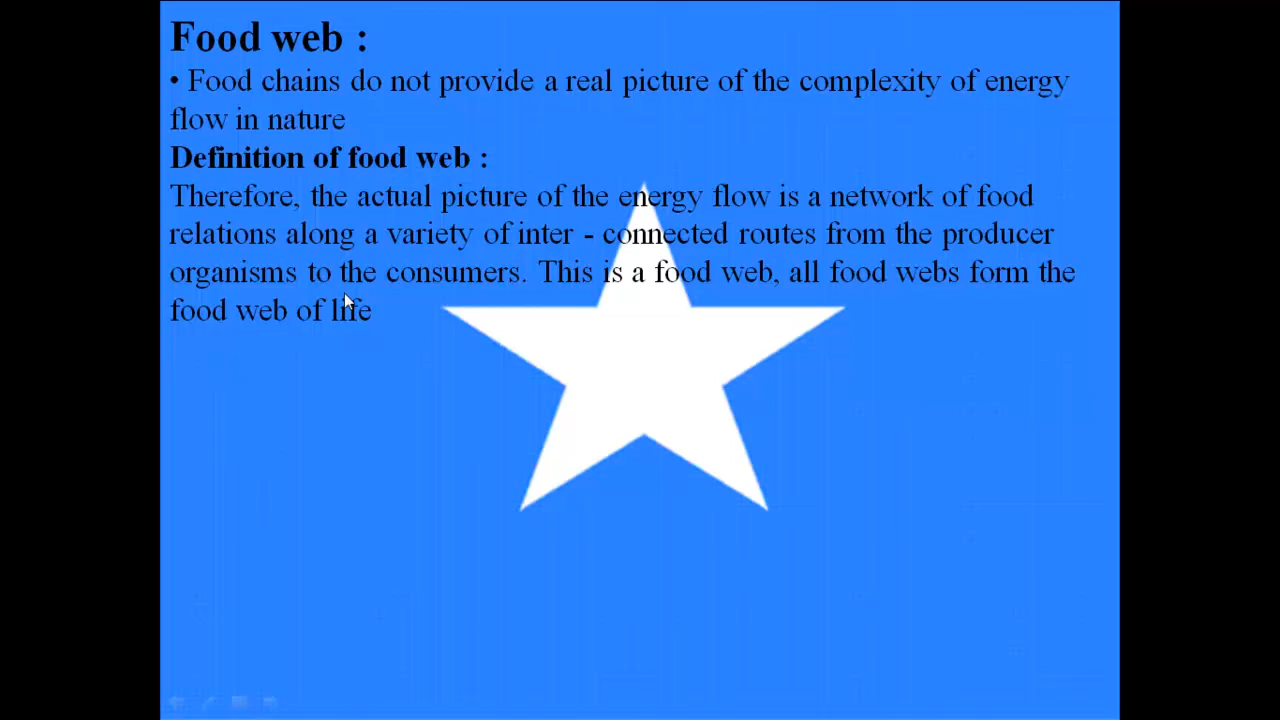 Food web :
• Food chains do not provide a real picture of the complexity of energy
flow in nature
Definition of food web :
Therefore, the actual picture of the energy flow is a network of food
relations along a variety of inter - connected routes from the producer
organisms to the consumers. This is a food web, all food webs form the
food web of life